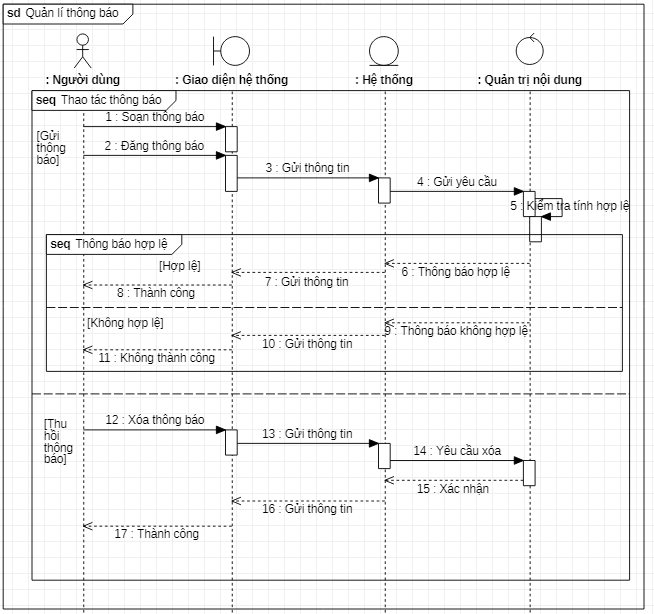 sd Quản lí thông báo
: Người dùng
: Giao diện hệ thống
: Hệ thống
: Quản trị nội dung
seq Thao tác thông báo
[Gửi
thông
báo]
1 : Soạn thông báo
2 : Đăng thông báo
3 : Gửi thông tin
4 : Gửi yêu cầu
5 : Kiểm tra tính hợp lệ
seq Thông báo hợp lệ
[Hợp lệ]
6 : Thông báo hợp lệ
7 : Gửi thông tin
8 : Thành công
[Không hợp lệ]
9 : Thông báo không hợp lệ
10 : Gửi thông tin
11 : Không thành công
[Thu
hồi
thông
báo]
12 : Xóa thông báo
13 : Gửi thông tin
14 : Yêu cầu xóa
15 : Xác nhận
16 : Gửi thông tin
17 : Thành công